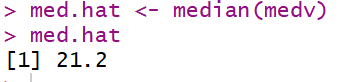 > med.hat <- median(medv)
> med.hat
[1] 21.2